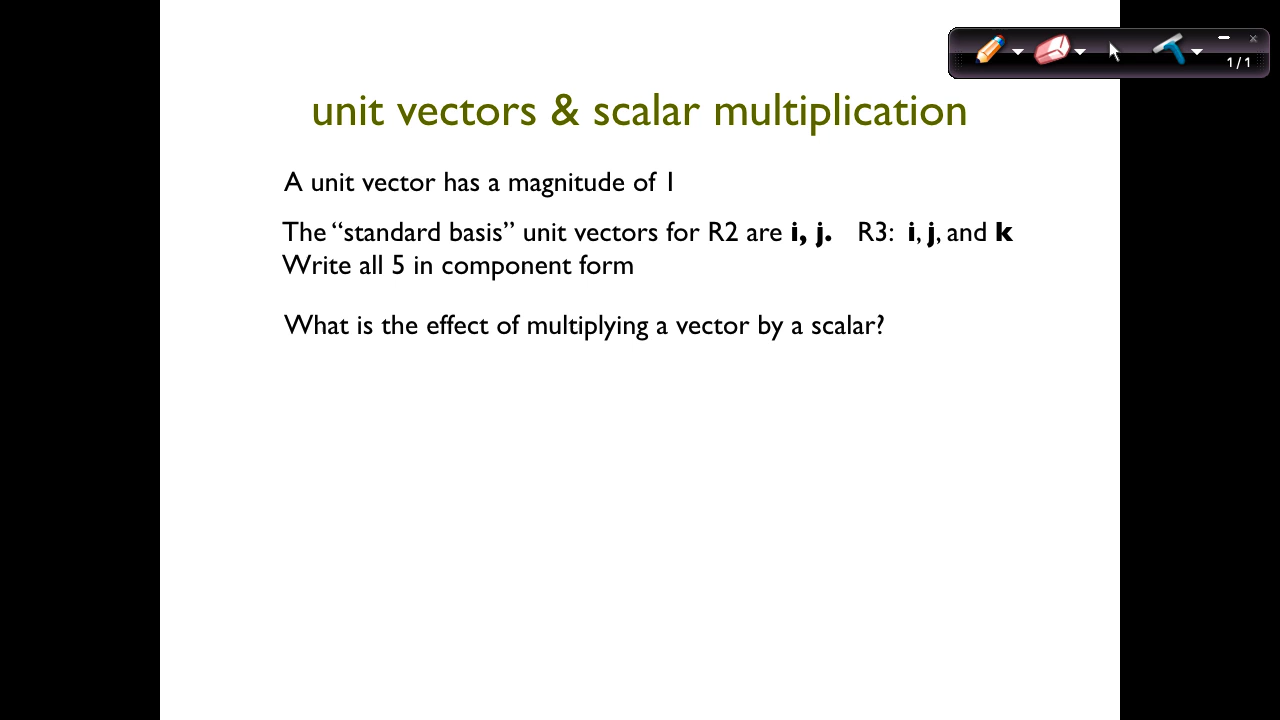 1 / 1
unit vectors & scalar multiplication
A unit vector has a magnitude of 1
The “standard basis” unit vectors for R2 are i, j. R3: i, j, and k
Write all 5 in component form
What is the effect of multiplying a vector by a scalar?